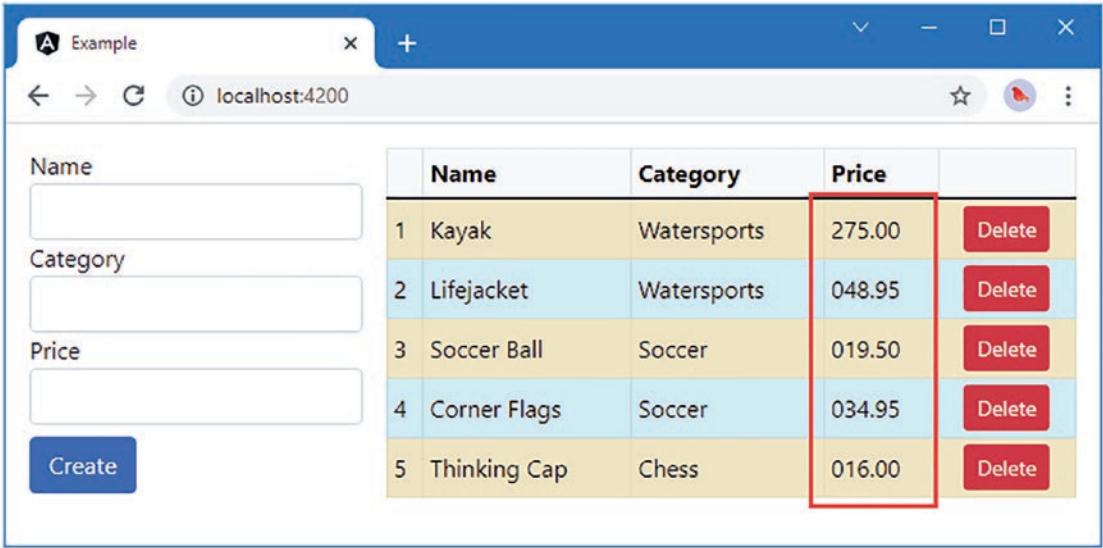 Example
localhost:4200
Name
Category
Price
Create
Name Category Price
1 Kayak Watersports 275.00 Delete
2 Lifejacket Watersports 048.95 Delete
3 Soccer Ball Soccer 019.50 Delete
4 Corner Flags Soccer 034.95 Delete
5 Thinking Cap Chess 016.00 Delete